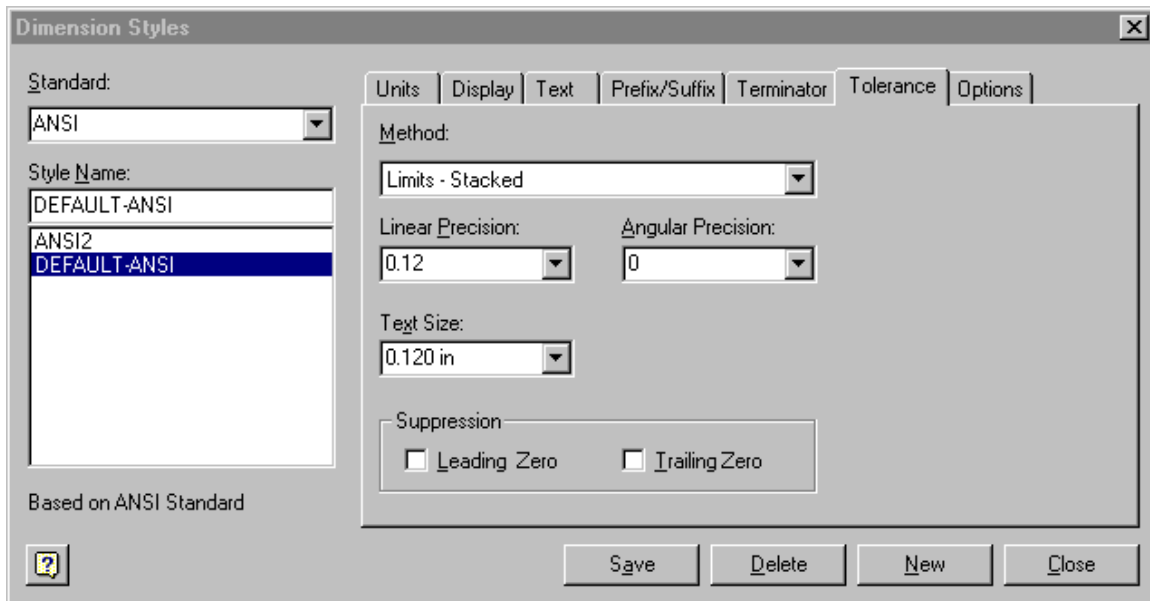 Dimension Styles
Standard:
ANSI
Style Name:
DEFAULT-ANSI
ANSI2
DEFAULT-ANSI
Based on ANSI Standard
Units Display Text Prefix/Suffix Terminator Tolerance Options
Method:
Limits - Stacked
Linear Precision: Angular Precision:
0.12 0
Text Size:
0.120 in
Suppression
Leading Zero Trailing Zero
Save Delete New Close